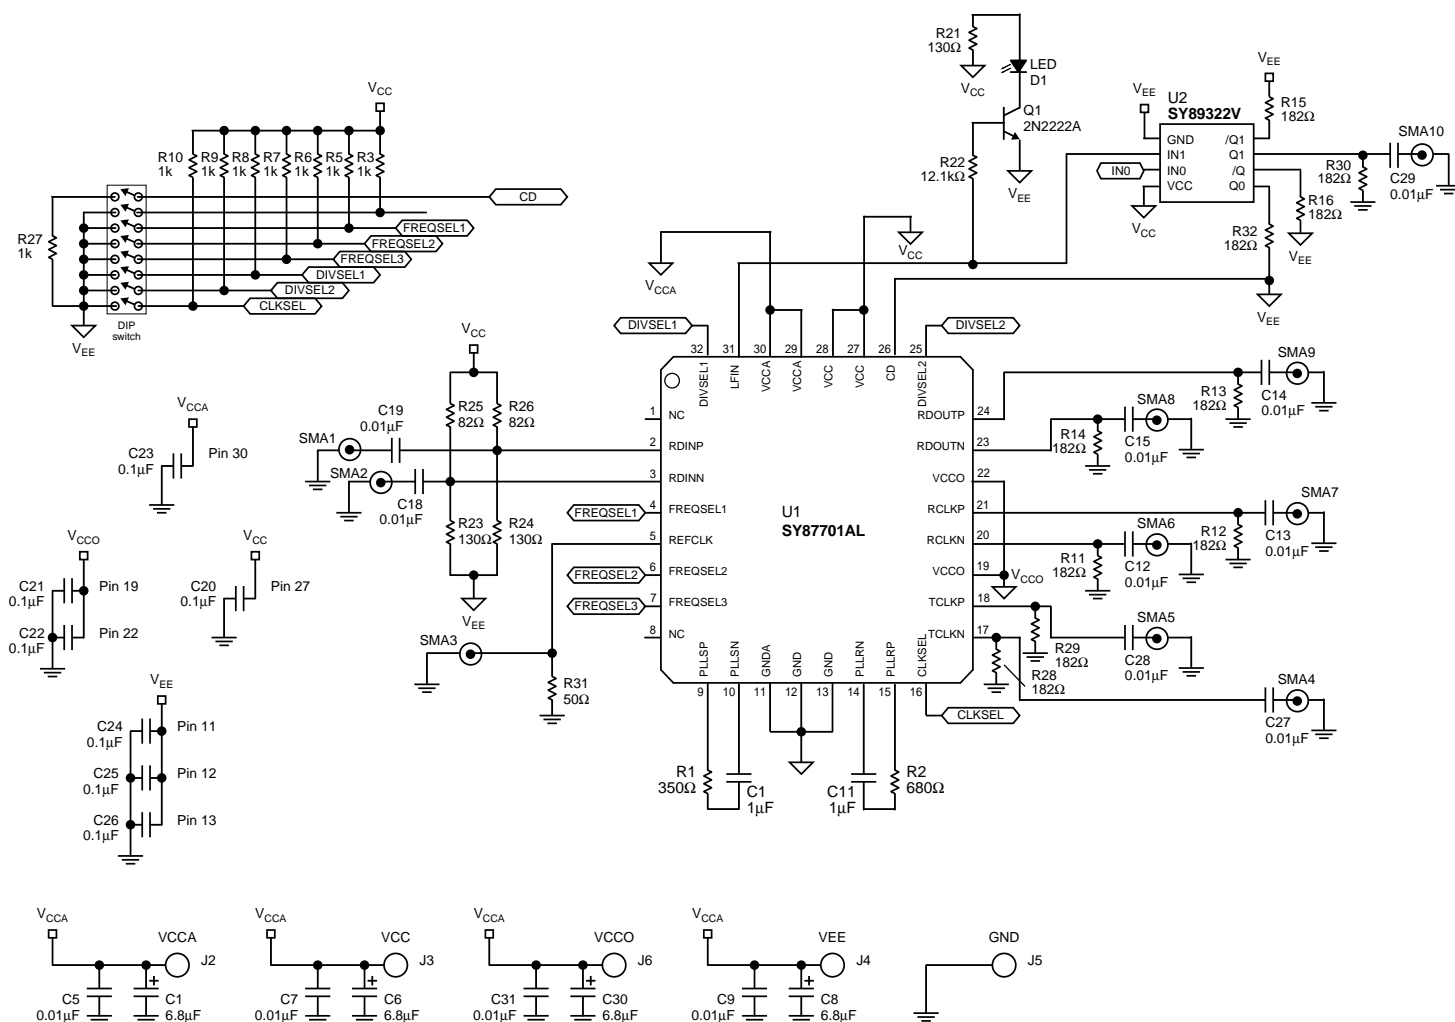 R21
130Ω
VCC
LED
D1
Q1
2N2222A
VEE
R22
12.1kΩ
VEE
U2
SY89322V
GND
IN1
IN0
VCC
/Q1
Q1
/Q
Q0
IN0
VCC
VEE
R15
182Ω
SMA10
R30
182Ω
C29
0.01µF
R16
182Ω
VEE
R32
182Ω
VEE
VCC
R10
1k
R9
1k
R8
1k
R7
1k
R6
1k
R5
1k
R3
1k
CD
FREQSEL1
FREQSEL2
FREQSEL3
DIVSEL1
DIVSEL2
CLKSEL
R27
1k
DIP
switch
VEE
VCCA
VCC
DIVSEL1
DIVSEL2
32
31
30
29
28
27
26
25
DIVSEL1
LFIN
VCCA
VCCA
VCC
VCC
CD
DIVSEL2
U1
SY87701AL
1
NC
2
RDINP
3
RDINN
4
FREQSEL1
5
REFCLK
6
FREQSEL2
7
FREQSEL3
8
NC
RDOUTP
24
RDOUTN
23
VCCO
22
RCLKP
21
RCLKN
20
VCCO
19
TCLKP
18
TCLKN
17
PLLSP
PLLSN
GNDA
GND
GND
PLLRN
PLLRP
CLKSEL
9
10
11
12
13
14
15
16
CLKSEL
VCC
R25
82Ω
R26
82Ω
C19
0.01µF
SMA1
SMA2
C18
0.01µF
R23
130Ω
R24
130Ω
VEE
FREQSEL1
FREQSEL2
FREQSEL3
SMA3
R31
50Ω
R1
350Ω
C1
1µF
C11
1µF
R2
680Ω
SMA9
R13
182Ω
C14
0.01µF
SMA8
R14
182Ω
C15
0.01µF
SMA7
R12
182Ω
C13
0.01µF
SMA6
R11
182Ω
C12
0.01µF
VCCO
SMA5
R29
182Ω
C28
0.01µF
R28
182Ω
SMA4
C27
0.01µF
VCCA
C23
0.1µF
Pin 30
VCCO
C21
0.1µF
Pin 19
C22
0.1µF
Pin 22
VCC
C20
0.1µF
Pin 27
VEE
C24
0.1µF
Pin 11
C25
0.1µF
Pin 12
C26
0.1µF
Pin 13
VCCA
VCCA
J2
C5
0.01µF
+
C1
6.8µF
VCCA
VCC
J3
C7
0.01µF
+
C6
6.8µF
VCCA
VCCO
J6
C31
0.01µF
+
C30
6.8µF
VCCA
VEE
J4
C9
0.01µF
+
C8
6.8µF
GND
J5